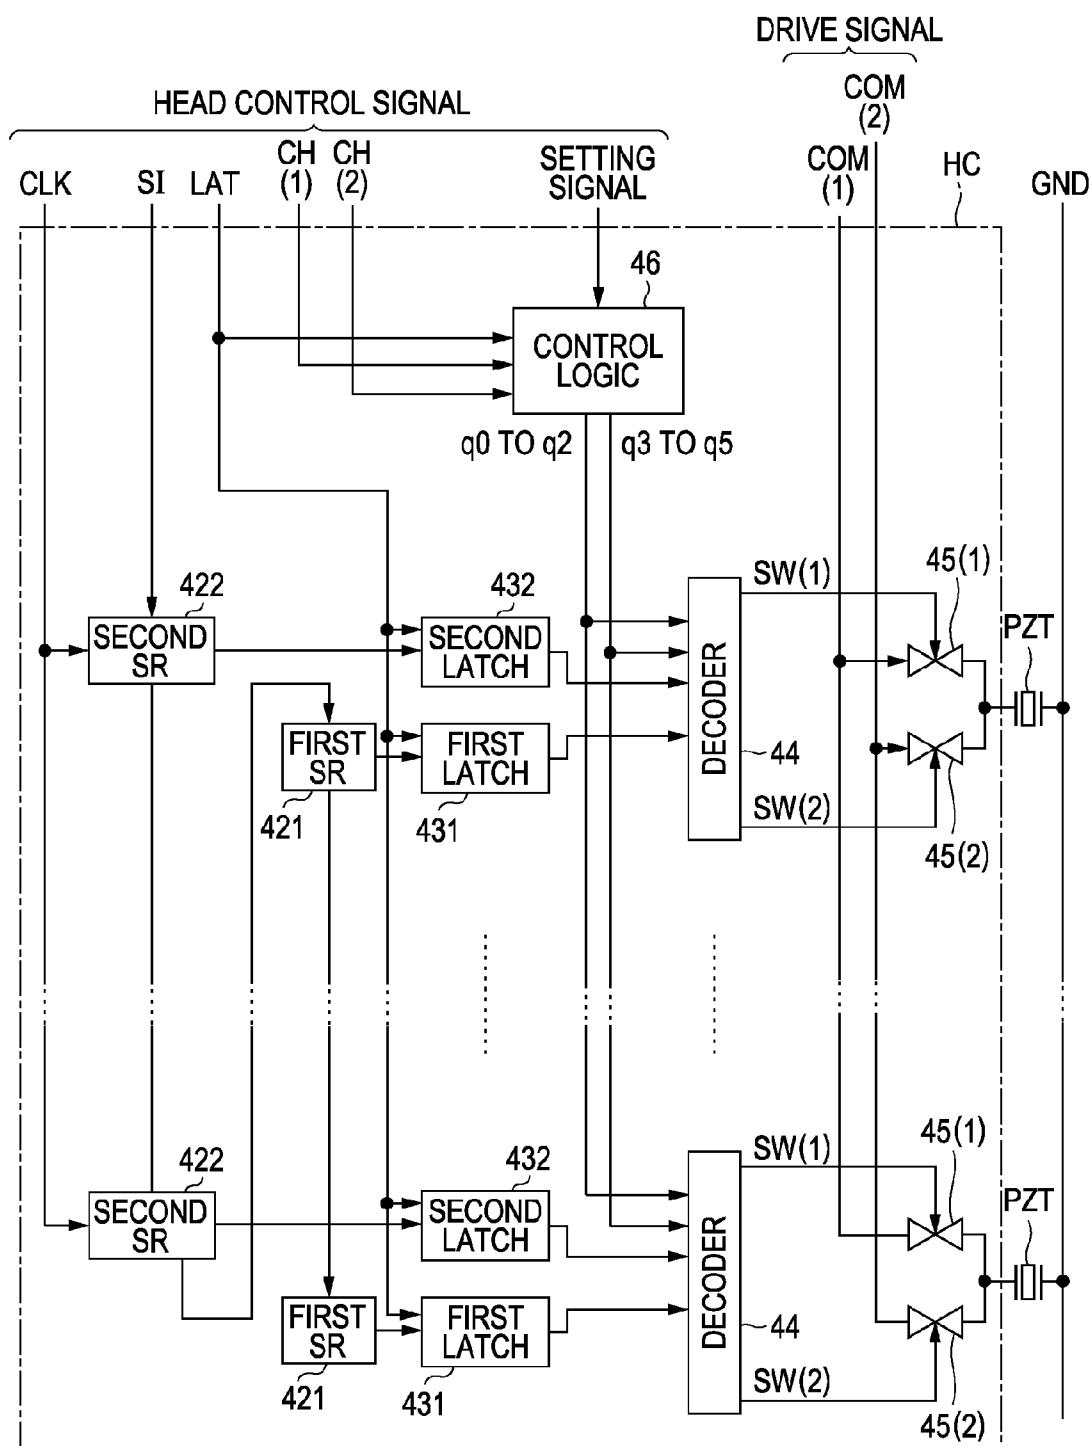 DRIVE SIGNAL
HEAD CONTROL SIGNAL
COM
(2)
CLK
SI
LAT
CH
(1)
CH
(2)
SETTING
SIGNAL
COM
(1)
HC
GND
46
CONTROL
LOGIC
q0 TO q2
q3 TO q5
422
SECOND
SR
432
SECOND
LATCH
SW(1)
45(1)
PZT
DECODER
44
FIRST
SR
421
FIRST
LATCH
431
SW(2)
45(2)
422
SECOND
SR
432
SECOND
LATCH
SW(1)
45(1)
PZT
DECODER
44
FIRST
SR
421
FIRST
LATCH
431
SW(2)
45(2)